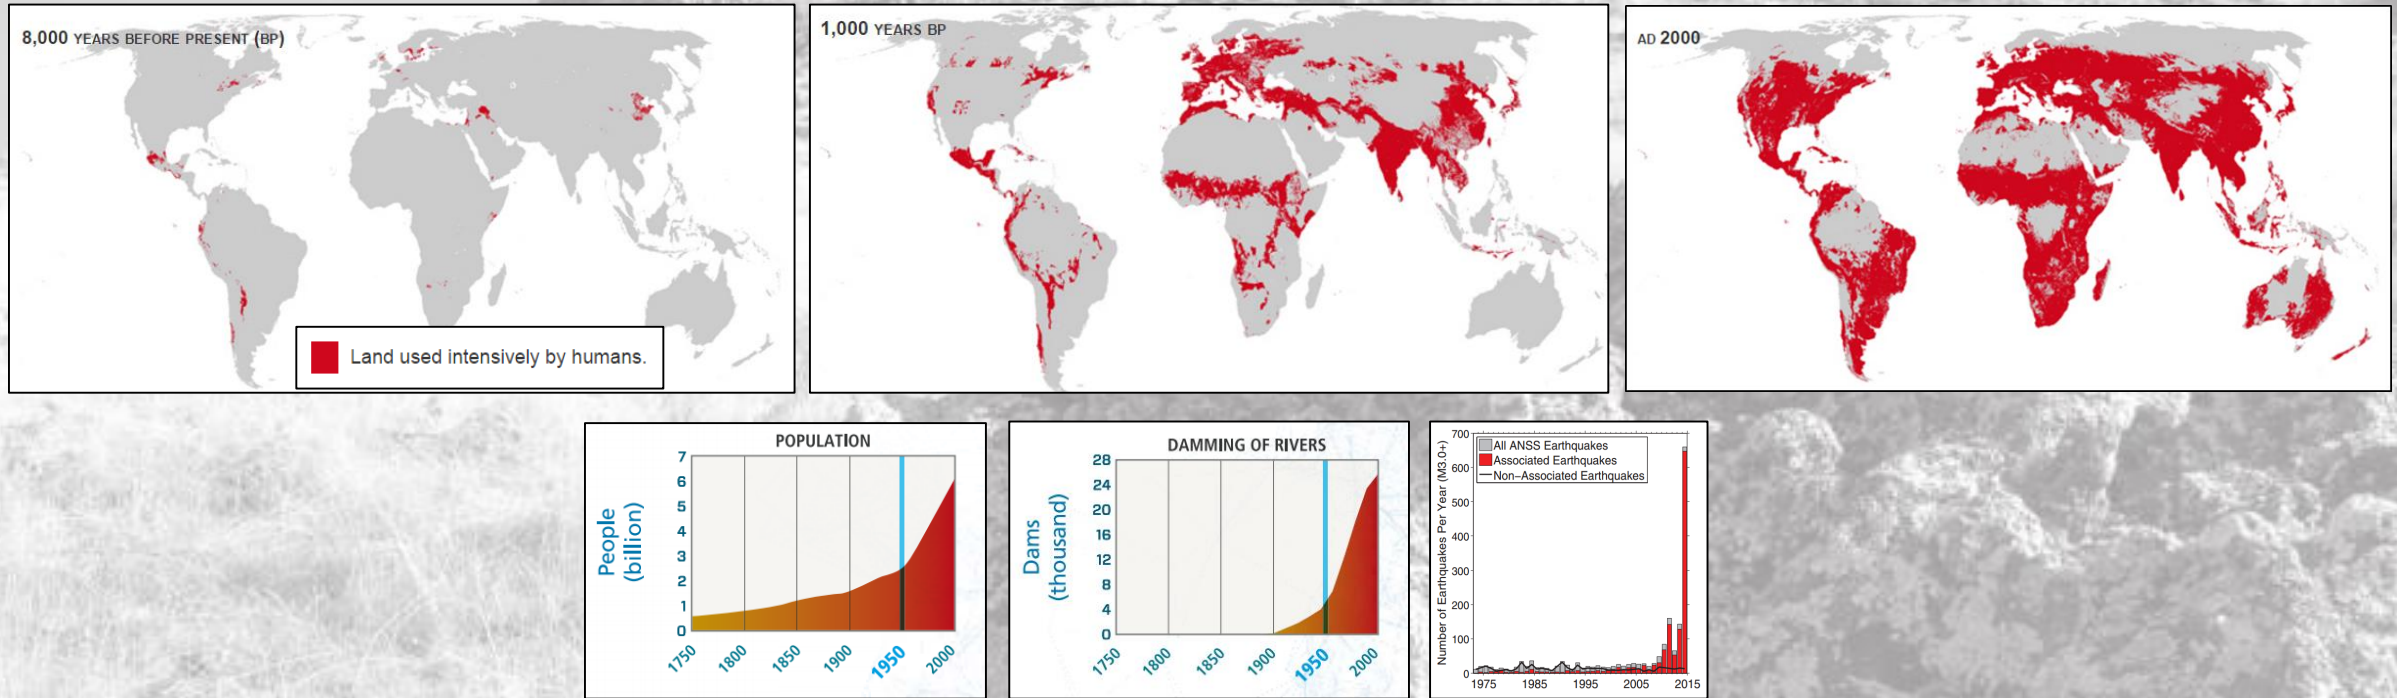 8,000 YEARS BEFORE PRESENT (BP)
Land used intensively by humans.
1,000 YEARS BP
AD 2000
POPULATION
People
(billion)
7
6
5
4
3
2
1
0
1750
1800
1850
1900
1950
2000
DAMMING OF RIVERS
Dams
(thousand)
28
24
20
16
12
8
4
0
1750
1800
1850
1900
1950
2000
Number of Earthquakes Per Year (M3.0+)
700
600
500
400
300
200
100
0
All ANSS Earthquakes
Associated Earthquakes
Non-Associated Earthquakes
1975
1985
1995
2005
2015